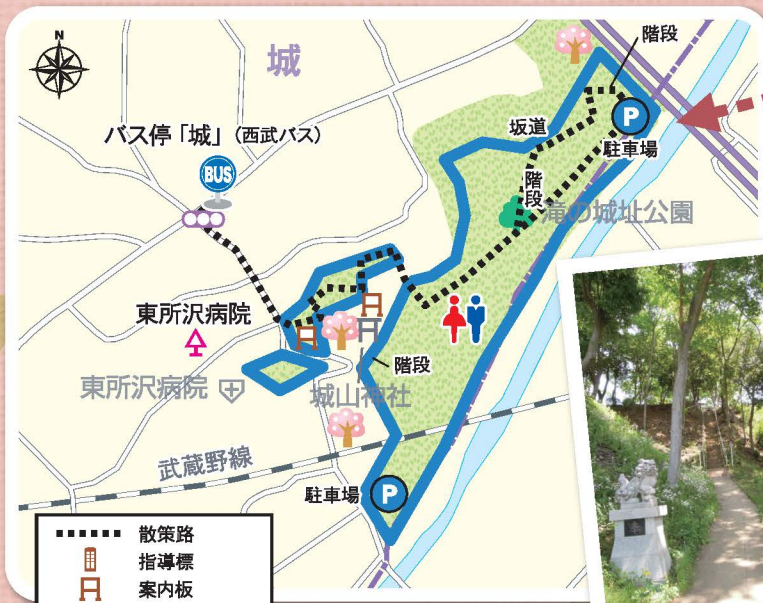 N
城
階段
P
駐車場
坂道
バス停「城」（西武バス）
BUS
階段
滝の城址公園
東所沢病院
階段
東所沢病院
城山神社
武蔵野線
駐車場
P
散策路
指導標
案内板